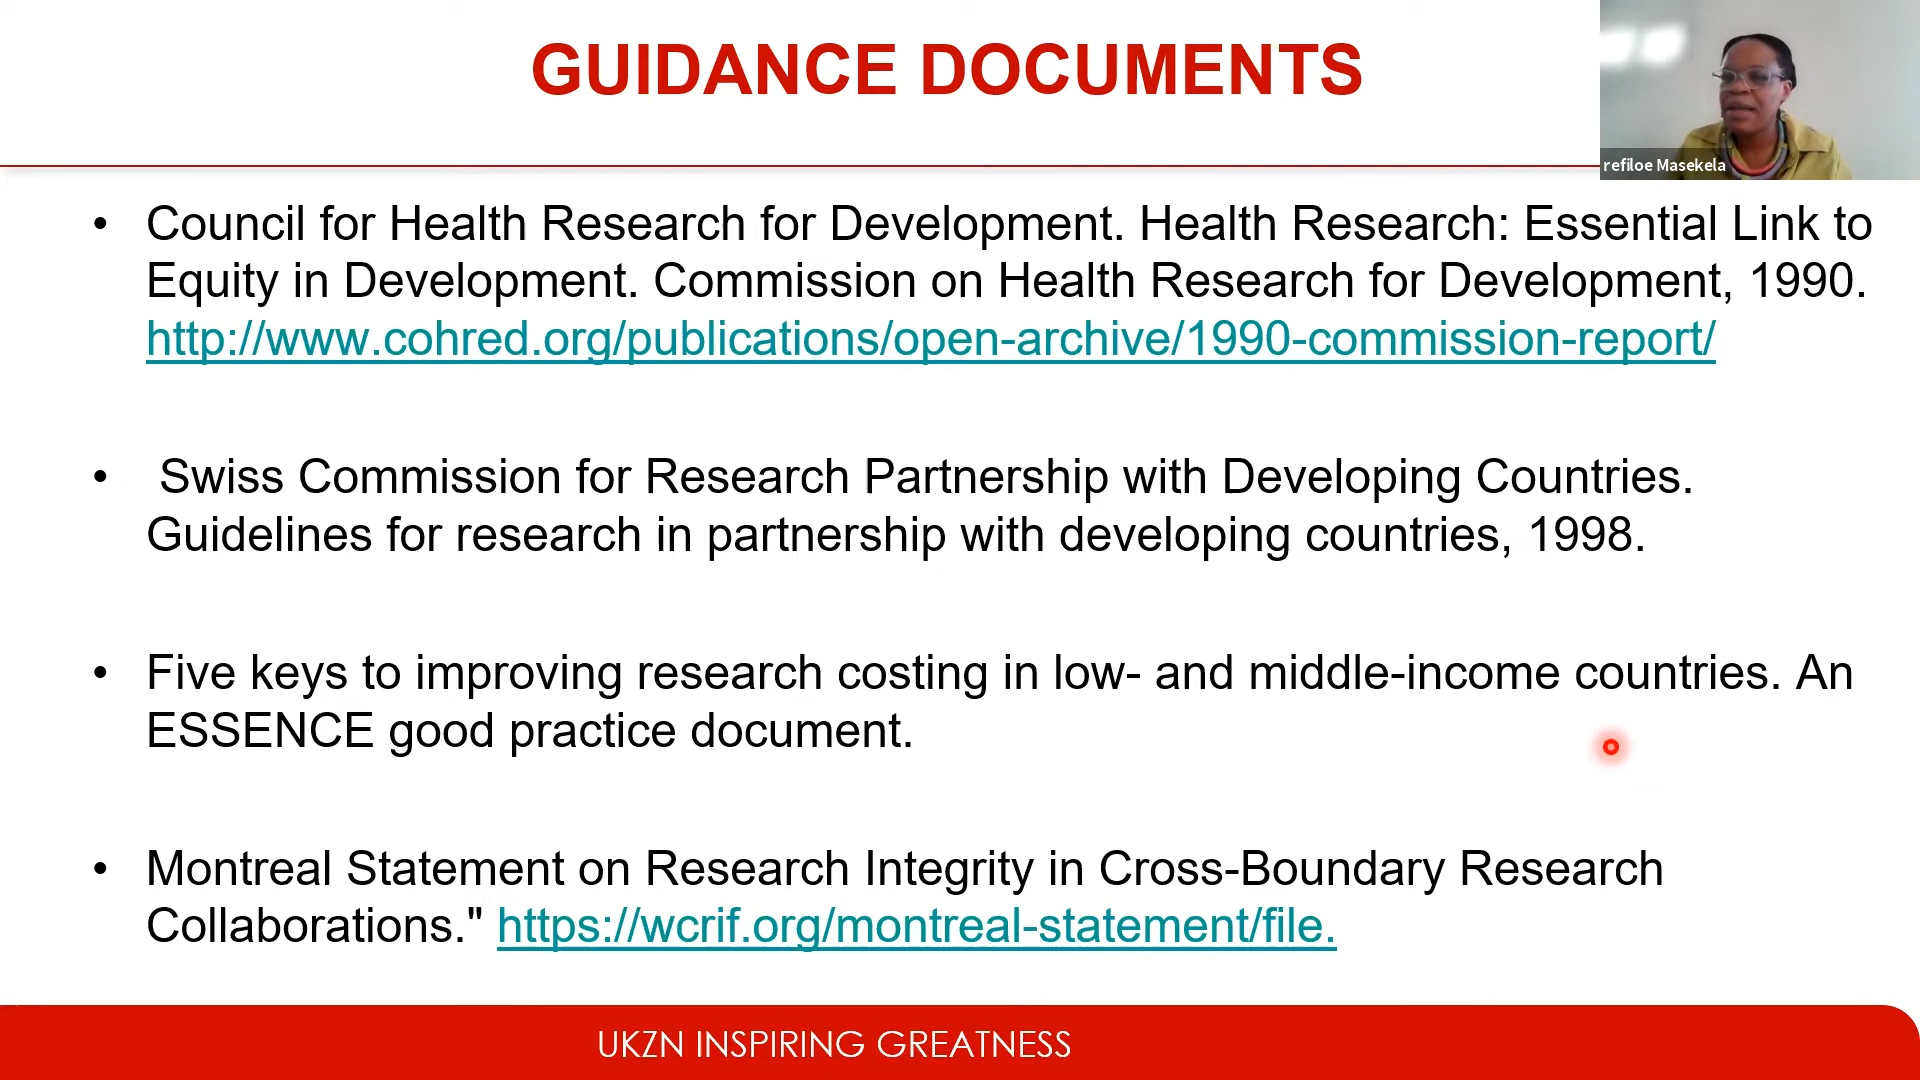 GUIDANCE DOCUMENTS
refiloe Masekela
• Council for Health Research for Development. Health Research: Essential Link to
Equity in Development. Commission on Health Research for Development, 1990.
http://www.cohred.org/publications/open-archive/1990-commission-report/
• Swiss Commission for Research Partnership with Developing Countries.
Guidelines for research in partnership with developing countries, 1998.
• Five keys to improving research costing in low- and middle-income countries. An
ESSENCE good practice document.
• Montreal Statement on Research Integrity in Cross-Boundary Research
Collaborations." https://wcrif.org/montreal-statement/file.
UKZN INSPIRING GREATNESS